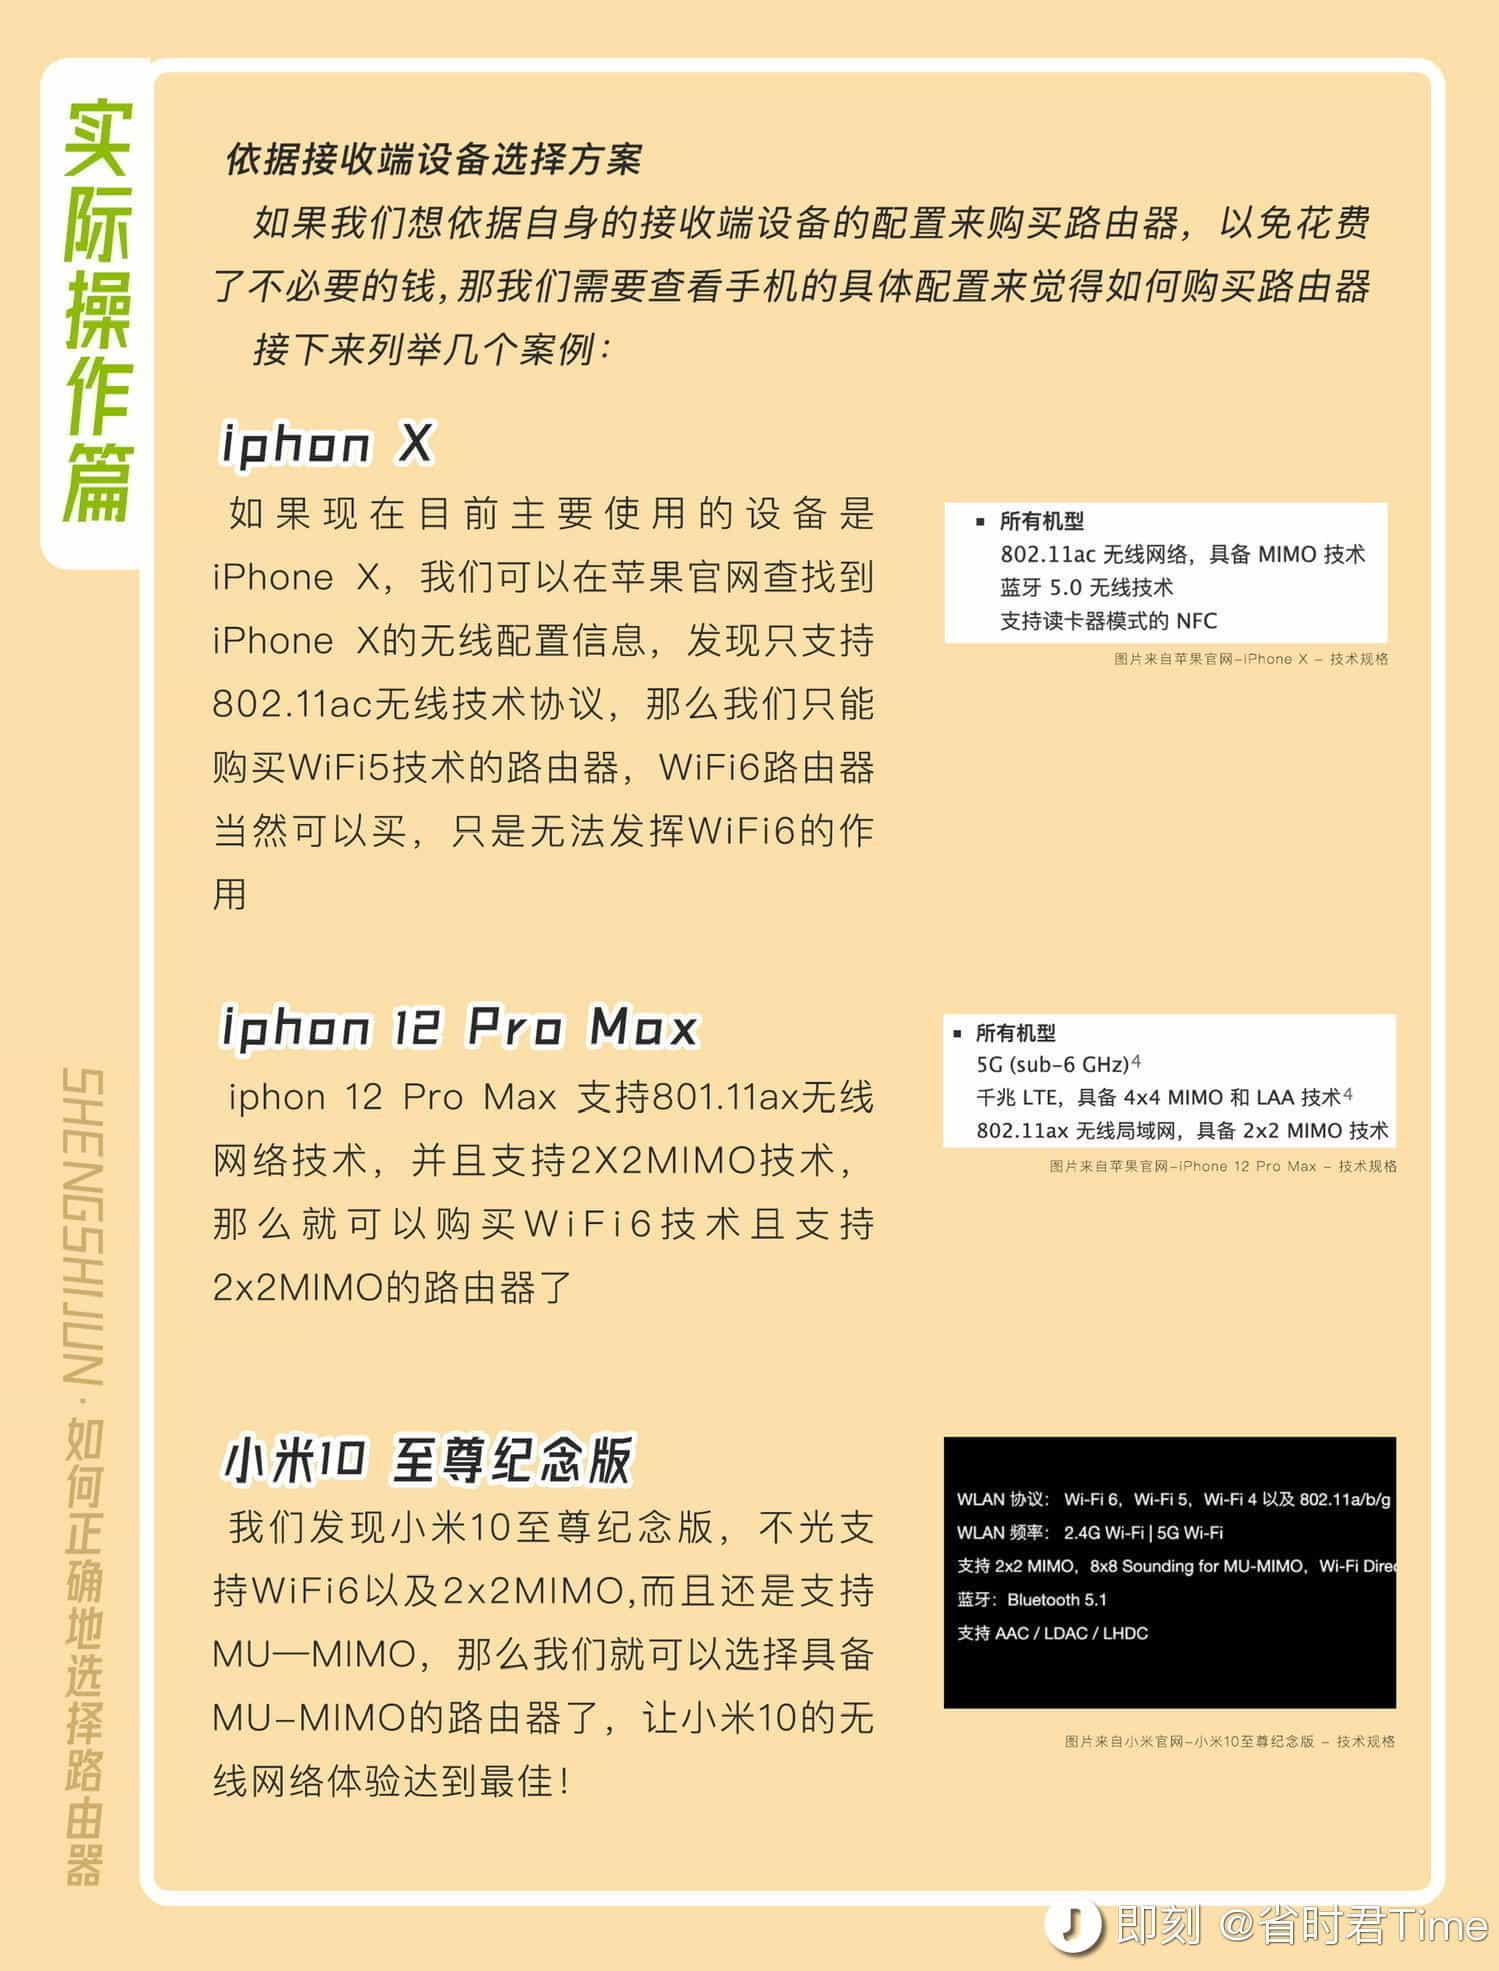 实际操作篇
依据接收端设备选择方案
如果我们想依据自身的接收端设备的配置来购买路由器，以免花费
了不必要的钱,那我们需要查看手机的具体配置来觉得如何购买路由器
接下来列举几个案例：
iphon X
如果现在目前主要使用的设备是
iPhone X，我们可以在苹果官网查找到
iPhone X的无线配置信息，发现只支持
802.11ac无线技术协议，那么我们只能
购买WiFi5技术的路由器，WiFi6路由器
当然可以买，只是无法发挥WiFi6的作
用
▪ 所有机型
802.11ac 无线网络，具备 MIMO 技术
蓝牙 5.0 无线技术
支持读卡器模式的 NFC
图片来自苹果官网-iPhone X - 技术规格
iphon 12 Pro Max
iphon 12 Pro Max 支持801.11ax无线
网络技术，并且支持2X2MIMO技术，
那么就可以购买WiFi6技术且支持
2x2MIMO的路由器了
▪ 所有机型
5G (sub-6 GHz)4
千兆 LTE，具备 4x4 MIMO 和 LAA 技术4
802.11ax 无线局域网，具备 2x2 MIMO 技术
图片来自苹果官网-iPhone 12 Pro Max - 技术规格
小米10 至尊纪念版
我们发现小米10至尊纪念版，不光支
持WiFi6以及2x2MIMO,而且还是支持
MU—MIMO，那么我们就可以选择具备
MU-MIMO的路由器了，让小米10的无
线网络体验达到最佳！
WLAN 协议： Wi-Fi 6，Wi-Fi 5，Wi-Fi 4 以及 802.11a/b/g
WLAN 频率： 2.4G Wi-Fi | 5G Wi-Fi
支持 2x2 MIMO，8x8 Sounding for MU-MIMO，Wi-Fi Direc
蓝牙：Bluetooth 5.1
支持 AAC / LDAC / LHDC
图片来自小米官网-小米10至尊纪念版 - 技术规格
SHENGSHIJUN·如何正确地选择路由器
即刻 @省时君Time